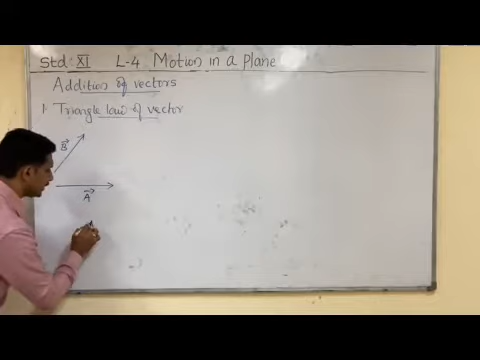 Std: XI L-4 Motion in a plane
Addition of vectors
1 Triangle law of vector
B
A